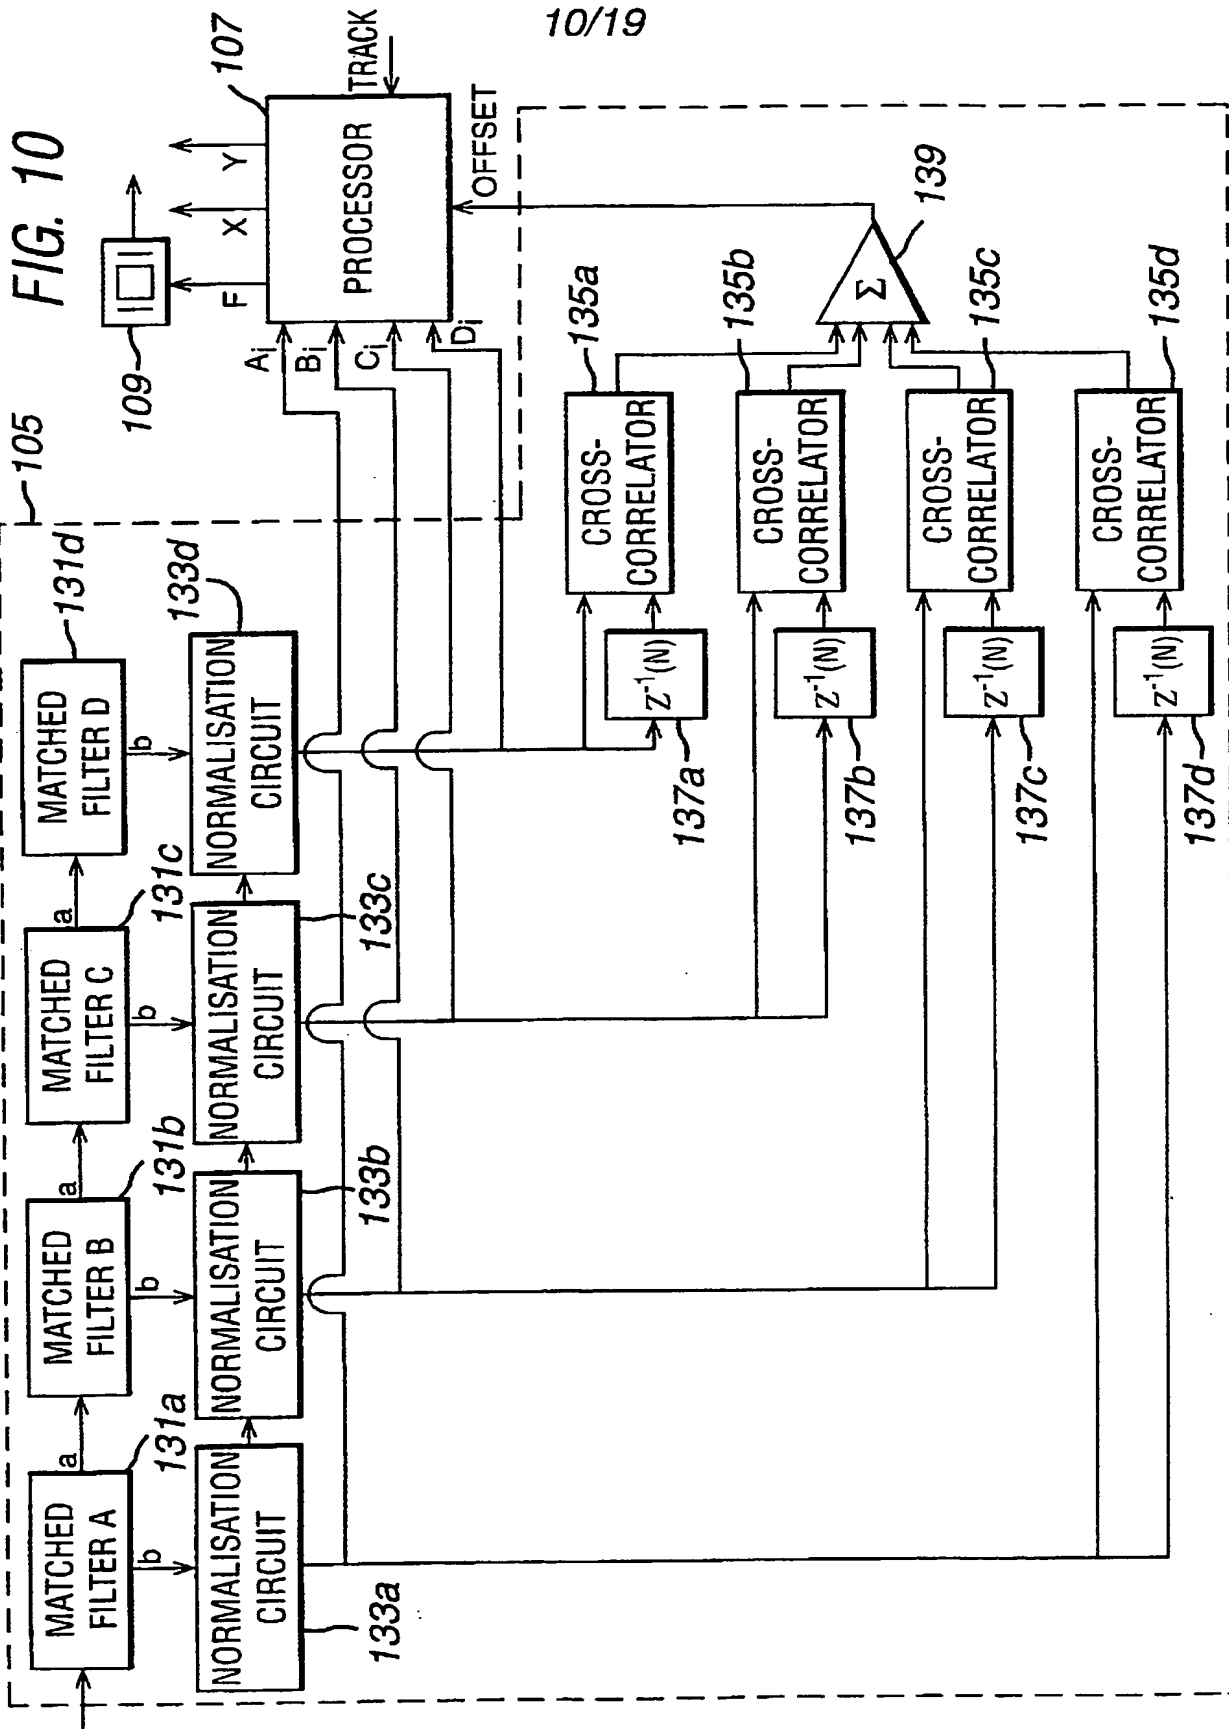 10/19
FIG. 10
105
MATCHED
FILTER A
131a
a
b
MATCHED
FILTER B
131b
a
b
MATCHED
FILTER C
131c
a
b
MATCHED
FILTER D
131d
b
NORMALISATION
CIRCUIT
133a
NORMALISATION
CIRCUIT
133b
NORMALISATION
CIRCUIT
133c
NORMALISATION
CIRCUIT
133d
109
F
X
Y
107
Ai
Bi
Ci
Di
PROCESSOR
TRACK
OFFSET
CROSS-
CORRELATOR
135a
Z-1(N)
137a
CROSS-
CORRELATOR
135b
Z-1(N)
137b
CROSS-
CORRELATOR
135c
Z-1(N)
137c
CROSS-
CORRELATOR
135d
Z-1(N)
137d
Σ
139